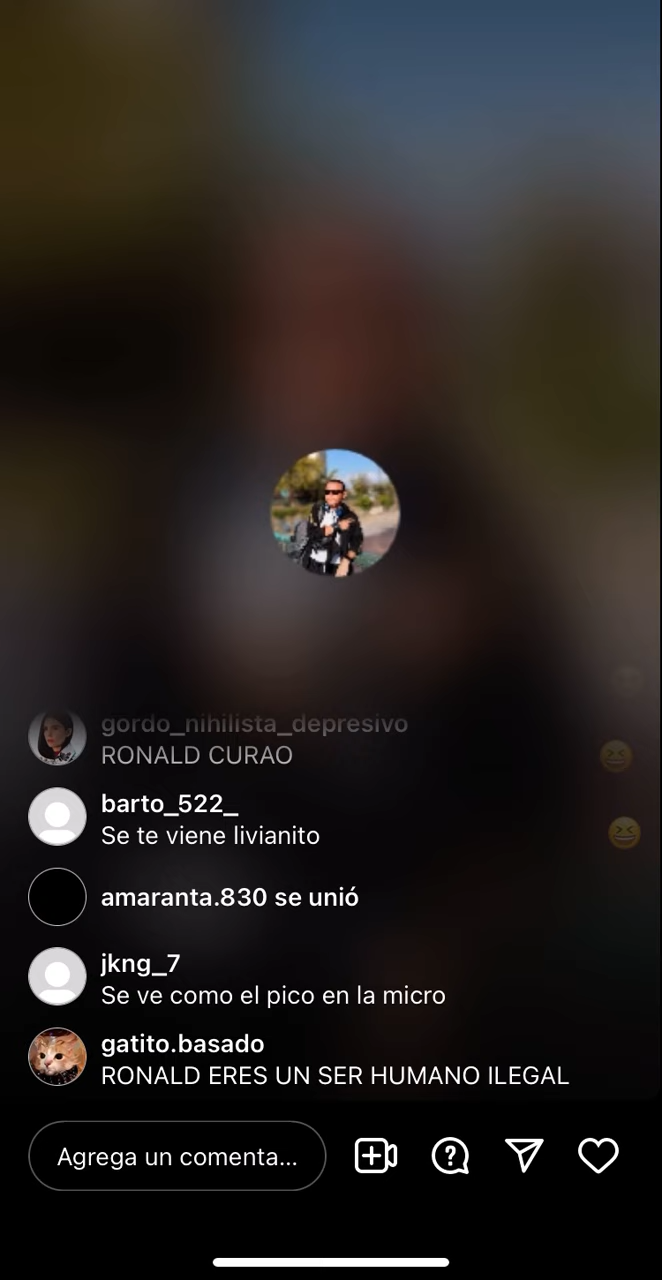 gordo_nihilista_depresivo
RONALD CURAO
barto_522_
Se te viene livianito
amaranta.830 se unió
jkng_7
Se ve como el pico en la micro
gatito.basado
RONALD ERES UN SER HUMANO ILEGAL
Agrega un comenta...